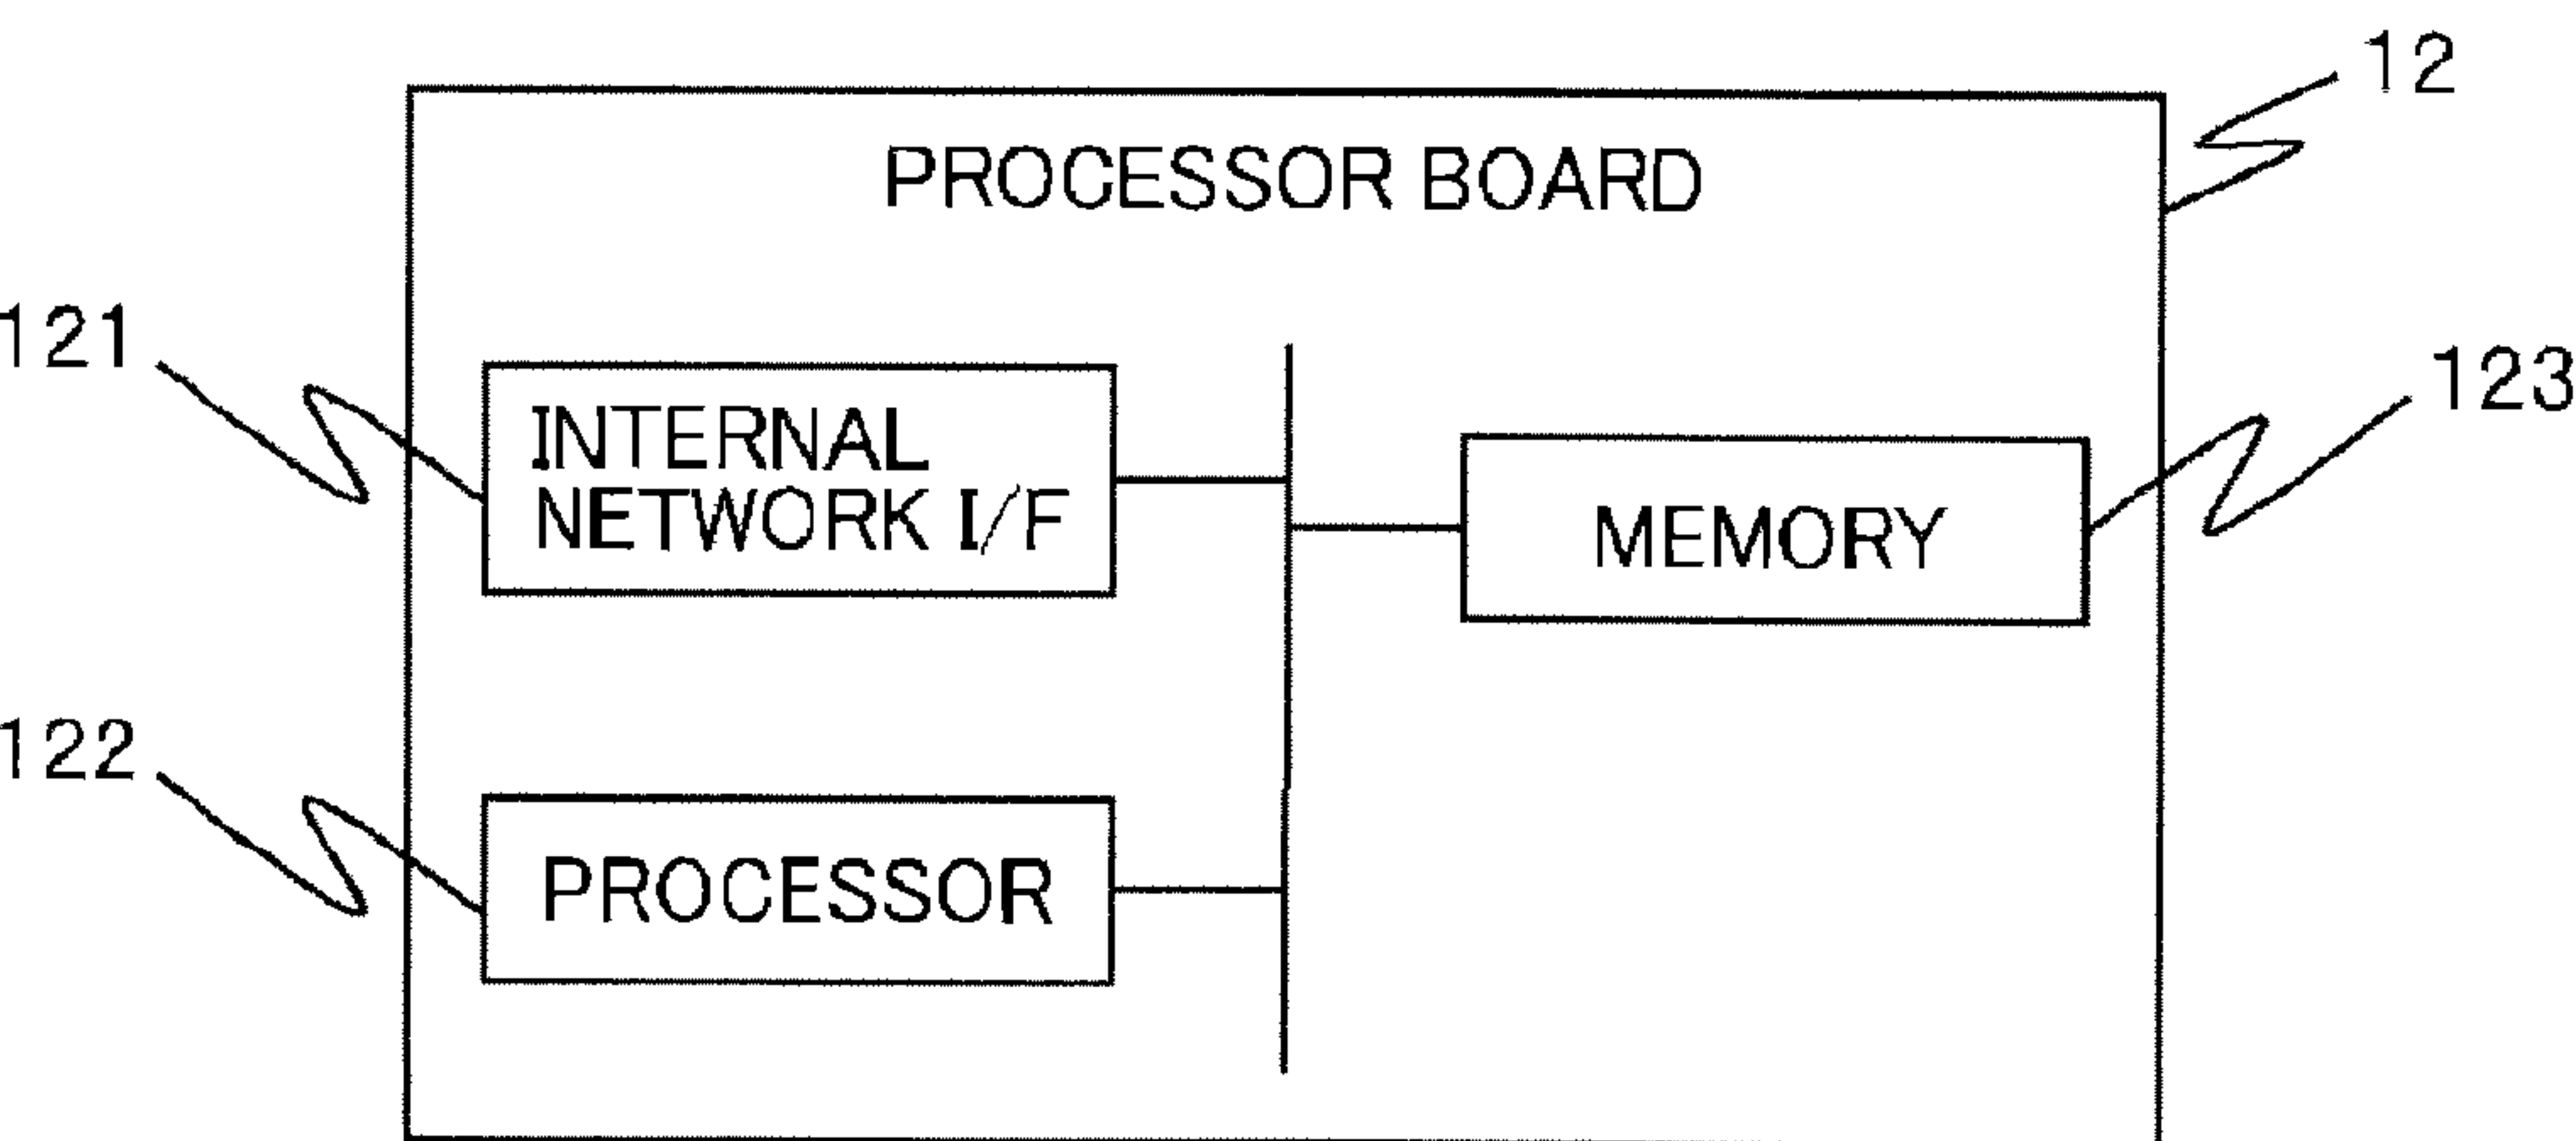 12
PROCESSOR BOARD
121
INTERNAL
NETWORK I/F
123
MEMORY
122
PROCESSOR